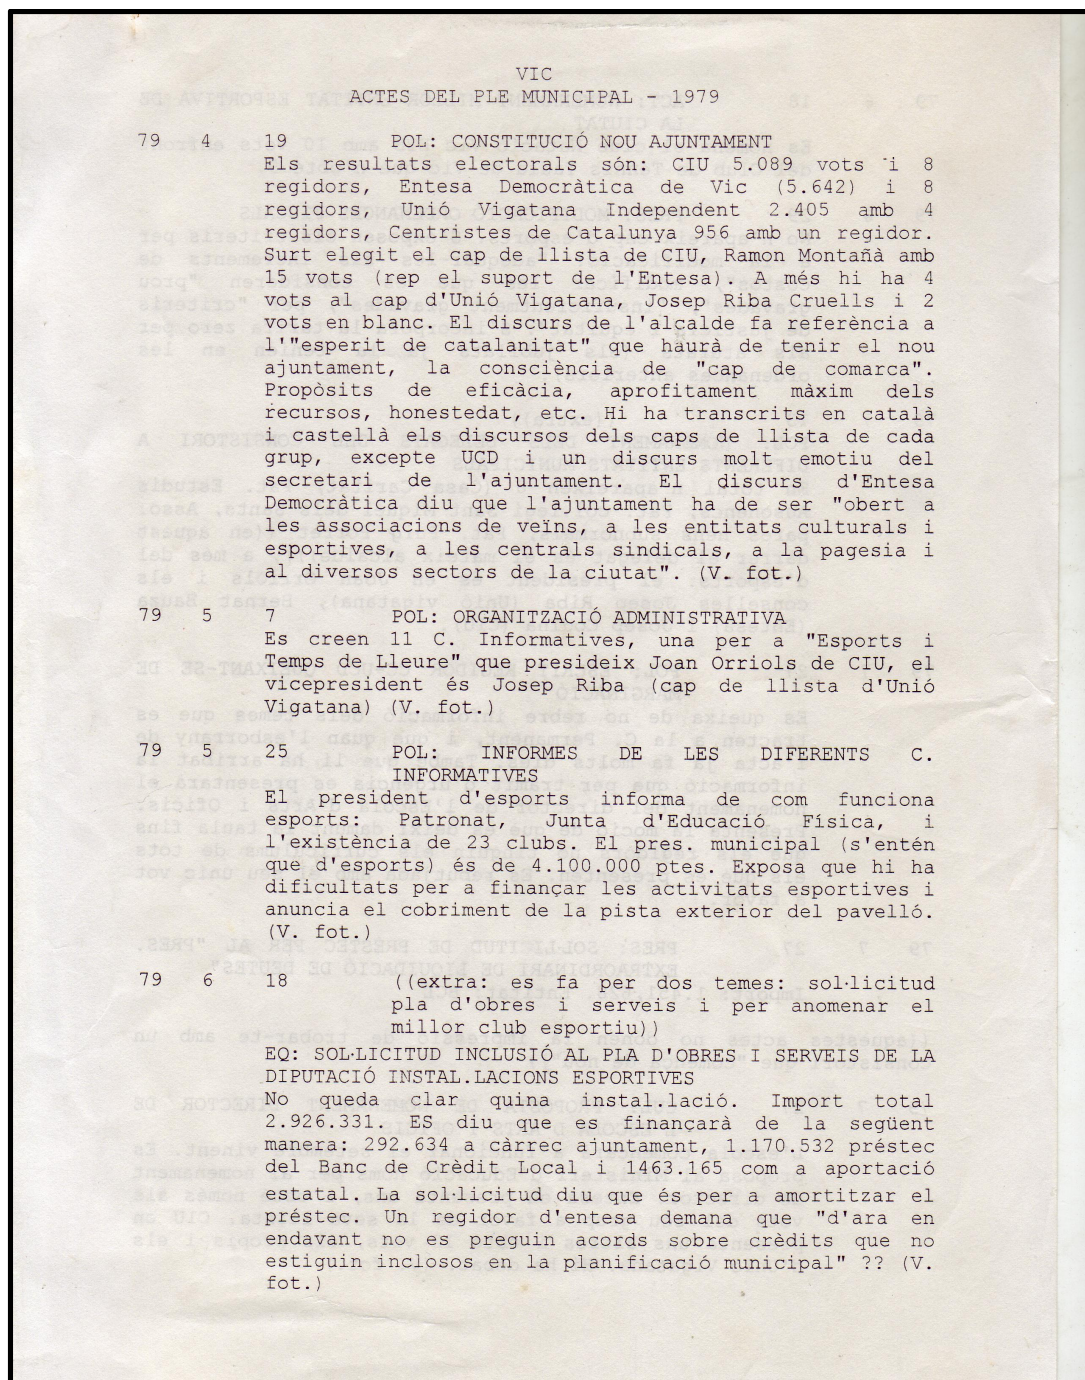 VIC
ACTES DEL PLE MUNICIPAL - 1979
79 4 19 POL: CONSTITUCIÓ NOU AJUNTAMENT
Els resultats electorals són: CIU 5.089 vots i 8
regidors, Entesa Democràtica de Vic (5.642) i 8
regidors, Unió Vigatana Independent 2.405 amb 4
regidors, Centristes de Catalunya 956 amb un regidor.
Surt elegit el cap de llista de CIU, Ramon Montañà amb
15 vots (rep el suport de l'Entesa). A més hi ha 4
vots al cap d'Unió Vigatana, Josep Riba Cruells i 2
vots en blanc. El discurs de l'alcalde fa referència a
l'"esperit de catalanitat" que haurà de tenir el nou
ajuntament, la consciència de "cap de comarca".
Propòsits de eficàcia, aprofitament màxim dels
recursos, honestedat, etc. Hi ha transcrits en català
i castellà els discursos dels caps de llista de cada
grup, excepte UCD i un discurs molt emotiu del
secretari de l'ajuntament. El discurs d'Entesa
Democràtica diu que l'ajuntament ha de ser "obert a
les associacions de veïns, a les entitats culturals i
esportives, a les centrals sindicals, a la pagesia i
al diversos sectors de la ciutat". (V. fot.)
79 5 7 POL: ORGANITZACIÓ ADMINISTRATIVA
Es creen 11 C. Informatives, una per a "Esports i
Temps de Lleure" que presideix Joan Orriols de CIU, el
vicepresident és Josep Riba (cap de llista d'Unió
Vigatana) (V. fot.)
79 5 25 POL: INFORMES DE LES DIFERENTS C.
INFORMATIVES
El president d'esports informa de com funciona
esports: Patronat, Junta d'Educació Física, i
l'existència de 23 clubs. El pres. municipal (s'entén
que d'esports) és de 4.100.000 ptes. Exposa que hi ha
dificultats per a finançar les activitats esportives i
anuncia el cobriment de la pista exterior del pavelló.
(V. fot.)
79 6 18 ((extra: es fa per dos temes: sol·licitud
pla d'obres i serveis i per anomenar el
millor club esportiu))
EQ: SOL·LICITUD INCLUSIÓ AL PLA D'OBRES I SERVEIS DE LA
DIPUTACIÓ INSTAL.LACIONS ESPORTIVES
No queda clar quina instal.lació. Import total
2.926.331. ES diu que es finançarà de la següent
manera: 292.634 a càrrec ajuntament, 1.170.532 préstec
del Banc de Crèdit Local i 1463.165 com a aportació
estatal. La sol·licitud diu que és per a amortitzar el
préstec. Un regidor d'entesa demana que "d'ara en
endavant no es preguin acords sobre crèdits que no
estiguin inclosos en la planificació municipal" ?? (V.
fot.)